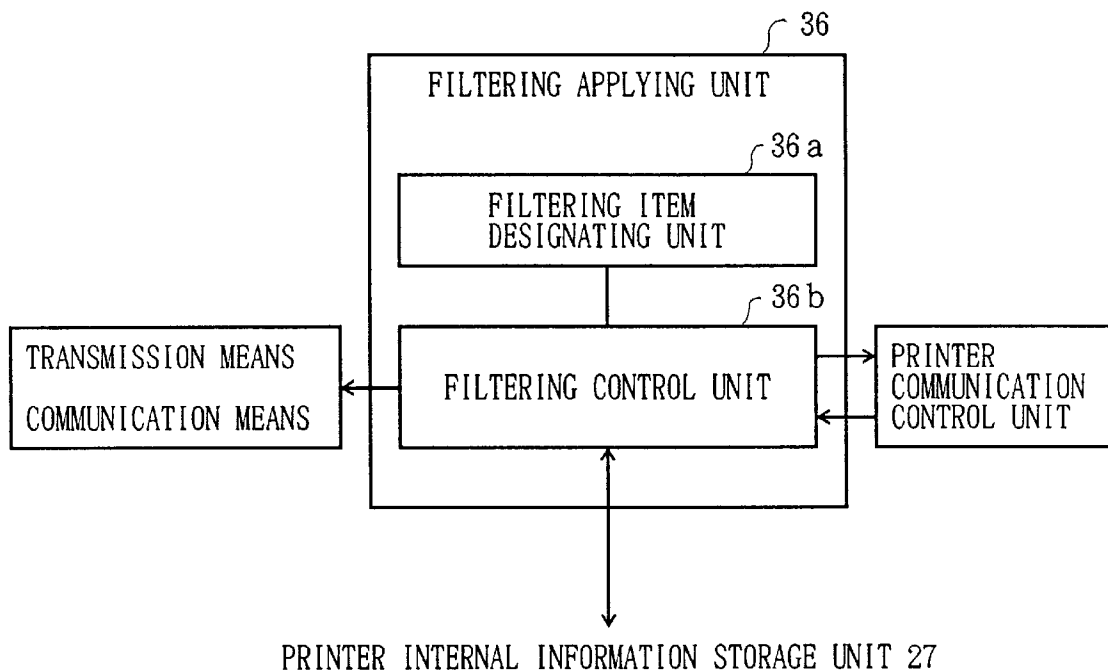 36
FILTERING APPLYING UNIT
36a
FILTERING ITEM
DESIGNATING UNIT
36b
TRANSMISSION MEANS
COMMUNICATION MEANS
FILTERING CONTROL UNIT
PRINTER
COMMUNICATION
CONTROL UNIT
PRINTER INTERNAL INFORMATION STORAGE UNIT 27